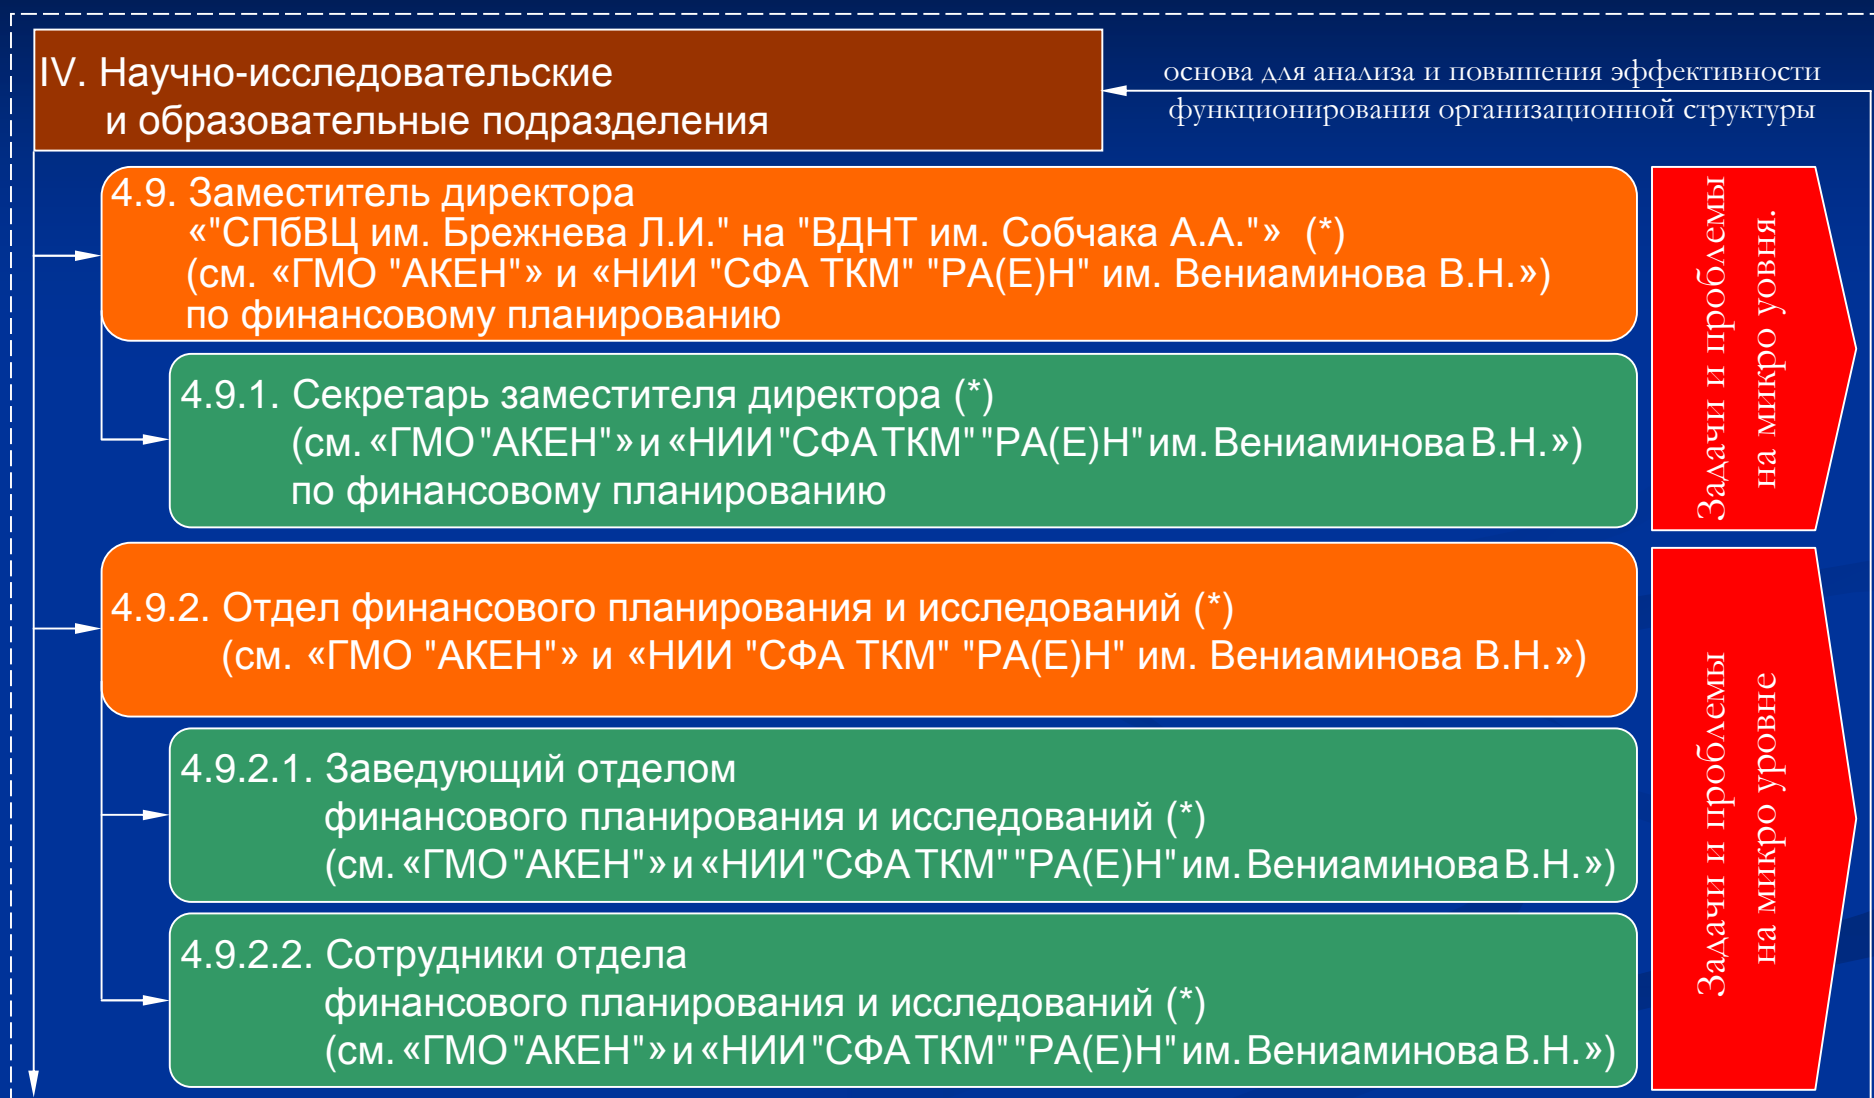 IV. Научно-исследовательские
и образовательные подразделения
основа для анализа и повышения эффективности
функционирования организационной структуры
4.9. Заместитель директора
«"СПбВЦ им. Брежнева Л.И." на "ВДНТ им. Собчака А.А."» (*)
(см. «ГМО "АКЕН"» и «НИИ "СФА ТКМ" "РА(Е)Н" им. Вениаминова В.Н.»)
по финансовому планированию
4.9.1. Секретарь заместителя директора (*)
(см. «ГМО "АКЕН"» и «НИИ "СФА ТКМ" "РА(Е)Н" им. Вениаминова В.Н.»)
по финансовому планированию
Задачи и проблемы
на микро уовня.
4.9.2. Отдел финансового планирования и исследований (*)
(см. «ГМО "АКЕН"» и «НИИ "СФА ТКМ" "РА(Е)Н" им. Вениаминова В.Н.»)
4.9.2.1. Заведующий отделом
финансового планирования и исследований (*)
(см. «ГМО "АКЕН"» и «НИИ "СФА ТКМ" "РА(Е)Н" им. Вениаминова В.Н.»)
4.9.2.2. Сотрудники отдела
финансового планирования и исследований (*)
(см. «ГМО "АКЕН"» и «НИИ "СФА ТКМ" "РА(Е)Н" им. Вениаминова В.Н.»)
Задачи и проблемы
на микро уровне